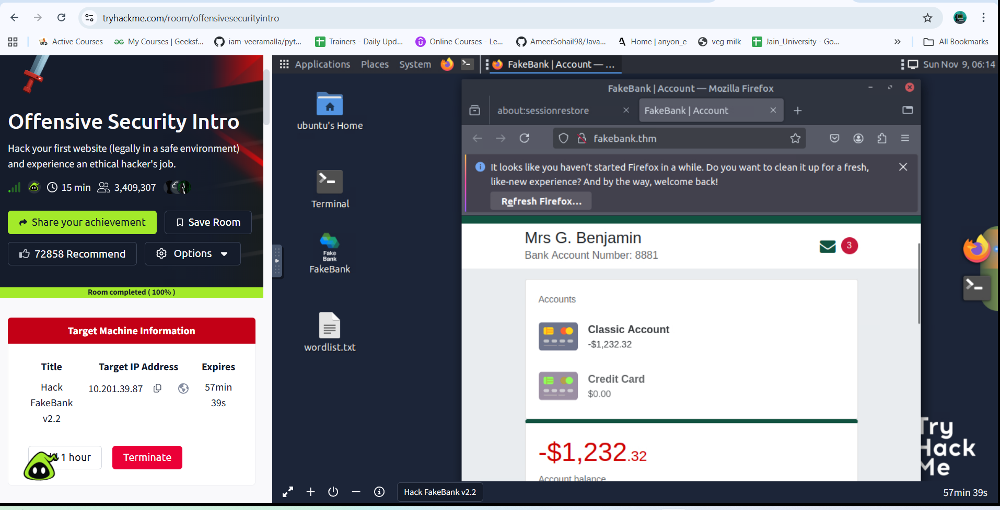 tryhackme.com/room/offensivesecurityintro
Active Courses
My Courses | Geeksf...
iam-veeramalla/pyt...
Trainers - Daily Upd...
Online Courses - Le...
AmeerSohail98/Java...
Home | anyon_e
veg milk
Jain_University - Go...
»
All Bookmarks
Offensive Security Intro
Hack your first website (legally in a safe environment)
and experience an ethical hacker's job.
15 min
3,409,307
Share your achievement
Save Room
72858 Recommend
Options
Room completed ( 100% )
Target Machine Information
Title
Target IP Address
Expires
Hack
FakeBank
v2.2
10.201.39.87
57min
39s
1 hour
Terminate
Applications
Places
System
FakeBank | Account — ...
Sun Nov 9, 06:14
ubuntu's Home
Terminal
Fake
Bank
FakeBank
wordlist.txt
FakeBank | Account — Mozilla Firefox
about:sessionrestore
FakeBank | Account
fakebank.thm
It looks like you haven't started Firefox in a while. Do you want to clean it up for a fresh,
like-new experience? And by the way, welcome back!
Refresh Firefox...
Mrs G. Benjamin
Bank Account Number: 8881
3
Accounts
Classic Account
-$1,232.32
Credit Card
$0.00
-$1,232.32
Account balance
Try
Hack
Me
Hack FakeBank v2.2
57min 39s